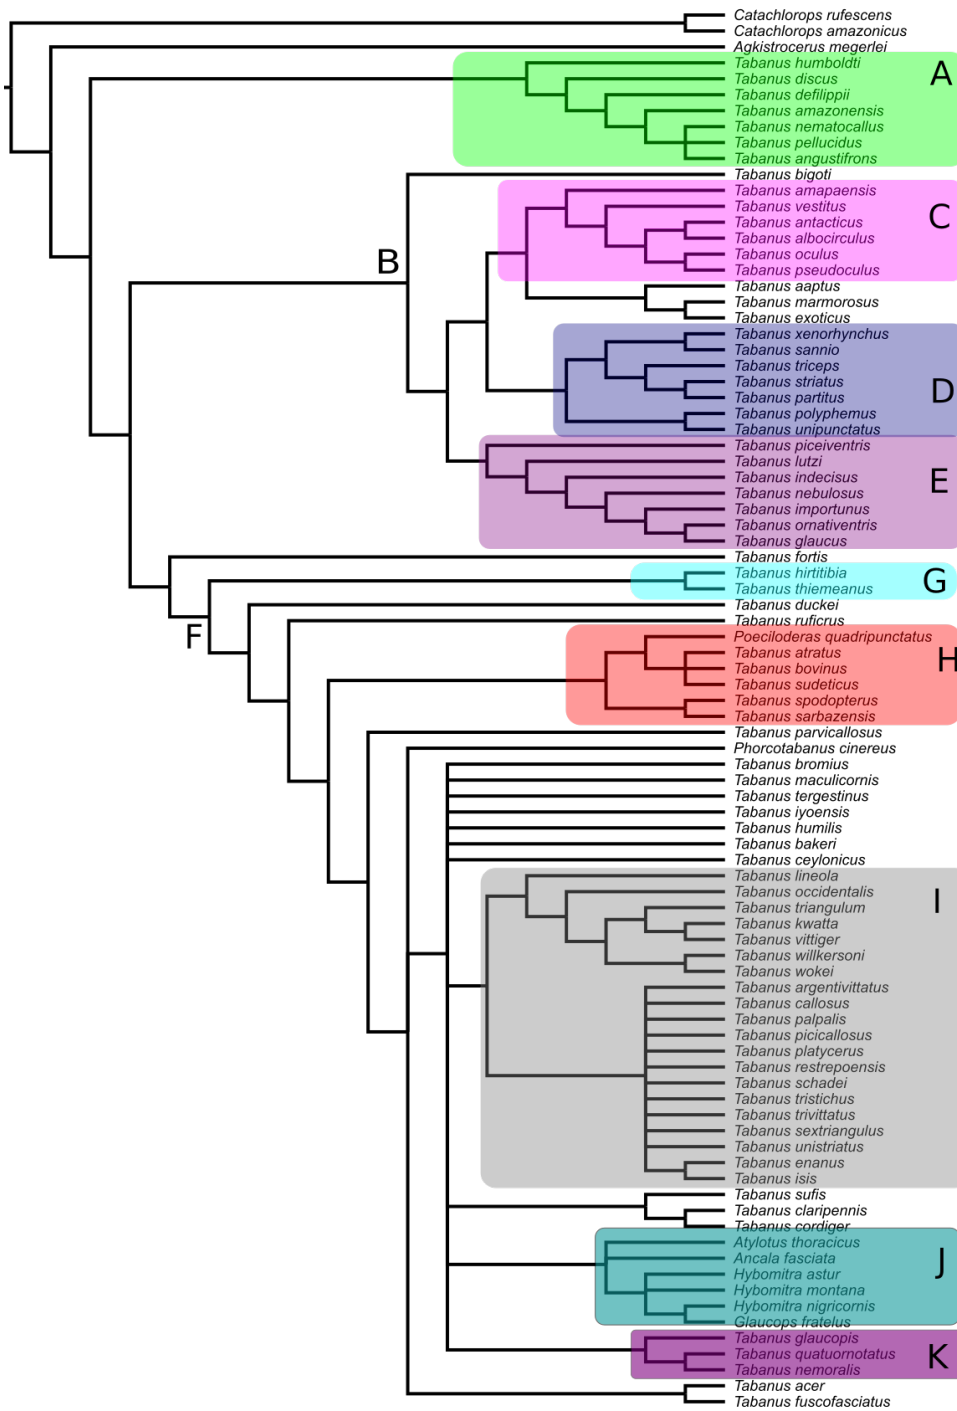 Catachlorops rufescens
Catachlorops amazonicus
Agkistrocerus megerlei
Tabanus humboldti
A
Tabanus discus
Tabanus defilippii
Tabanus amazonensis
Tabanus nematocallus
Tabanus pellucidus
Tabanus angustifrons
Tabanus bigoti
Tabanus amapaensis
Tabanus vestitus
C
Tabanus antacticus
Tabanus albocirculus
Tabanus oculus
B
Tabanus pseudoculus
Tabanus aaptus
Tabanus marmorosus
Tabanus exoticus
Tabanus xenorhynchus
Tabanus sannio
Tabanus triceps
Tabanus striatus
D
Tabanus partitus
Tabanus polyphemus
Tabanus unipunctatus
Tabanus piceiventris
Tabanus lutzi
Tabanus indecisus
E
Tabanus nebulosus
Tabanus importunus
Tabanus ornativentris
Tabanus glaucus
Tabanus fortis
Tabanus hirtitibia
G
Tabanus thiemeanus
Tabanus duckei
Tabanus ruficrus
F
Poeciloderas quadripunctatus
Tabanus atratus
H
Tabanus bovinus
Tabanus sudeticus
Tabanus spodopterus
Tabanus sarbazensis
Tabanus parvicallosus
Phorcotabanus cinereus
Tabanus bromius
Tabanus maculicornis
Tabanus tergestinus
Tabanus iyoensis
Tabanus humilis
Tabanus bakeri
Tabanus ceylonicus
Tabanus lineola
Tabanus occidentalis
I
Tabanus triangulum
Tabanus kwatta
Tabanus vittiger
Tabanus willkersoni
Tabanus wokei
Tabanus argentivittatus
Tabanus callosus
Tabanus palpalis
Tabanus picicallosus
Tabanus platycerus
Tabanus restrepoensis
Tabanus schadei
Tabanus tristichus
Tabanus trivittatus
Tabanus sextriangulus
Tabanus unistriatus
Tabanus enanus
Tabanus isis
Tabanus sufis
Tabanus claripennis
Tabanus cordiger
Atylotus thoracicus
Ancala fasciata
J
Hybomitra astur
Hybomitra montana
Hybomitra nigricornis
Glaucops fratelus
Tabanus glaucopis
Tabanus quatuornotatus
K
Tabanus nemoralis
Tabanus acer
Tabanus fuscofasciatus